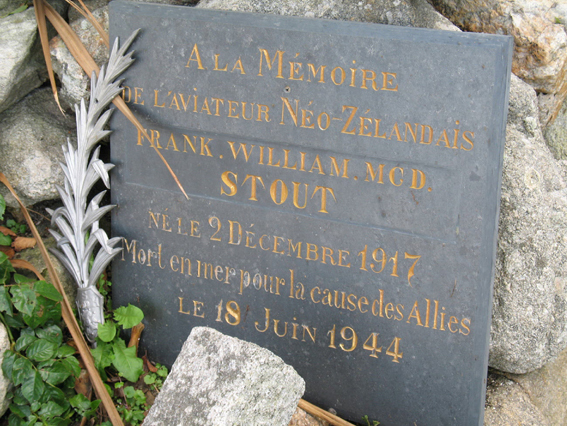 A la Mémoire
de l'aviateur Néo-Zélandais
Frank. William. McD.
STOUT
né le 2 Décembre 1917
Mort en mer pour la cause des Allies
le 18 Juin 1944